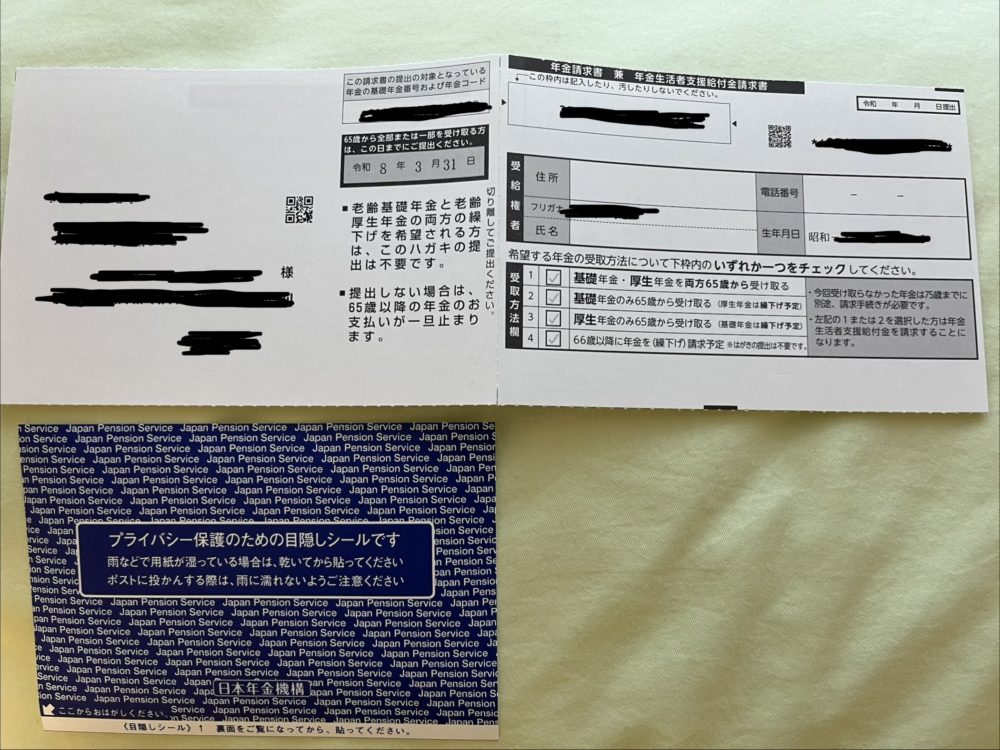 この請求書の提出の対象となっている
年金の基礎年金番号および年金コード
65歳から全部または一部を受け取る方
は、この日までにご提出ください。
令和 8 年 3 月 31 日
様
■老齢基礎年金と老齢
厚生年金の両方の繰
下げを希望される方
は、このハガキの提
出は不要です。
■提出しない場合は、
65歳以降の年金のお
支払いが一旦止まり
ます。
切り離してご提出ください。
年金請求書 兼 年金生活者支援給付金請求書
この枠内は記入したり、汚したりしないでください。
令和 年 月 日提出
受給権者
住所
電話番号 － －
フリガナ
氏名
生年月日 昭和
希望する年金の受取方法について下枠内のいずれか一つをチェックしてください。
受取方法欄
1 ✓ 基礎年金・厚生年金を両方65歳から受け取る
2 ✓ 基礎年金のみ65歳から受け取る（厚生年金は繰下げ予定）
3 ✓ 厚生年金のみ65歳から受け取る（基礎年金は繰下げ予定）
4 ✓ 66歳以降に年金を（繰下げ）請求予定 ※はがきの提出は不要です。
・今回受け取らなかった年金は75歳までに
別途、請求手続きが必要です。
・左記の1または2を選択した方は年金
生活者支援給付金を請求することに
なります。
Japan Pension Service Japan Pension Service Japan Pension Service Japan Pension Service
プライバシー保護のための目隠しシールです
雨などで用紙が湿っている場合は、乾いてから貼ってください
ポストに投かんする際は、雨に濡れないようご注意ください
日本年金機構
ここからおはがしください。
〈目隠しシール〉↑ 裏面をご覧になってから、貼ってください。